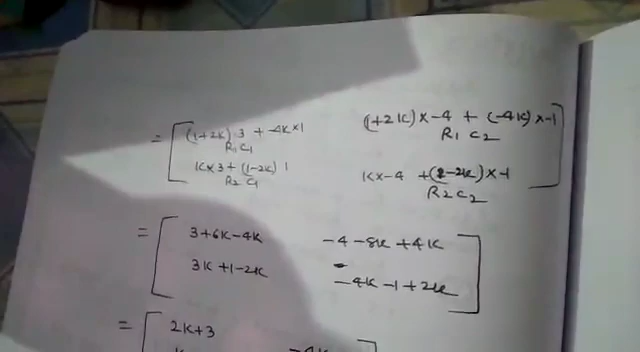 = [ (1+2k) 3 + -4k×1    (1+2k)×-4 + (-4k)×-1 ]
R1 C1    R1 C2
k×3 + (1-2k) 1    k×-4 + (1-2k)×-1
R2 C1    R2 C2
= [ 3+6k-4k    -4-8k+4k ]
3k+1-2k    -4k-1+2k
= [ 2k+3